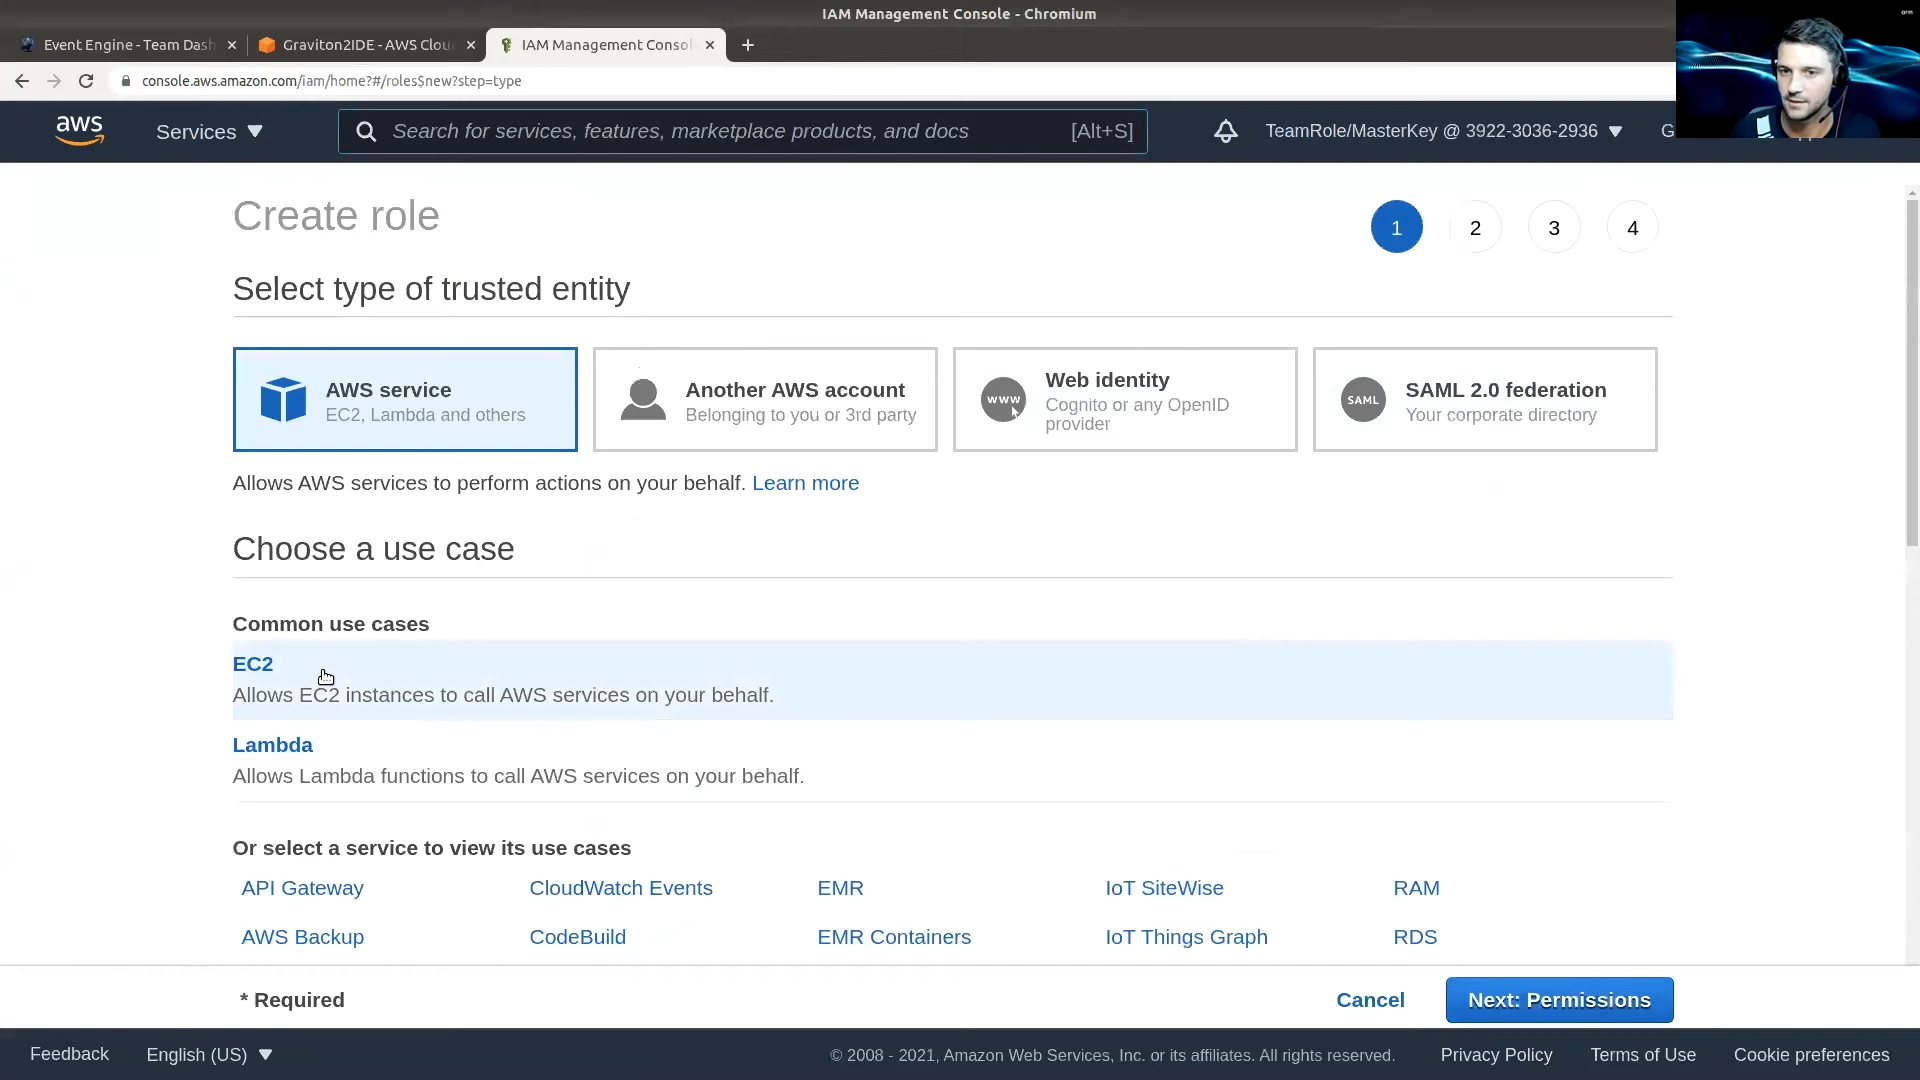 IAM Management Console - Chromium
Event Engine - Team Dash
Graviton2IDE - AWS Clou
IAM Management Consol
console.aws.amazon.com/iam/home?#/roles$new?step=type
aws
Services
Search for services, features, marketplace products, and docs
[Alt+S]
TeamRole/MasterKey @ 3922-3036-2936
G
Create role
1
2
3
4
Select type of trusted entity
AWS service
EC2, Lambda and others
Another AWS account
Belonging to you or 3rd party
www
Web identity
Cognito or any OpenID
provider
SAML
SAML 2.0 federation
Your corporate directory
Allows AWS services to perform actions on your behalf. Learn more
Choose a use case
Common use cases
EC2
Allows EC2 instances to call AWS services on your behalf.
Lambda
Allows Lambda functions to call AWS services on your behalf.
Or select a service to view its use cases
API Gateway
CloudWatch Events
EMR
IoT SiteWise
RAM
AWS Backup
CodeBuild
EMR Containers
IoT Things Graph
RDS
* Required
Cancel
Next: Permissions
Feedback
English (US)
© 2008 - 2021, Amazon Web Services, Inc. or its affiliates. All rights reserved.
Privacy Policy
Terms of Use
Cookie preferences